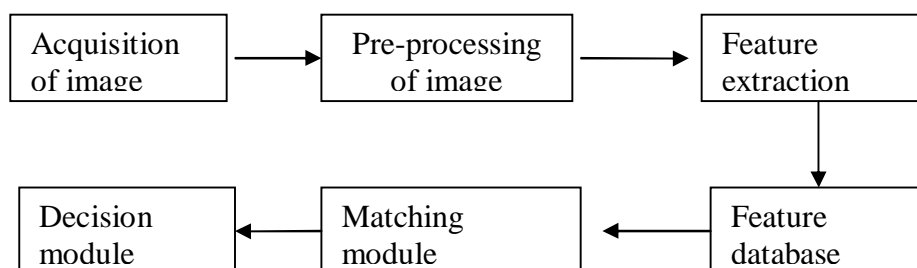 Acquisition
of image
Pre-processing
of image
Feature
extraction
Decision
module
Matching
module
Feature
database